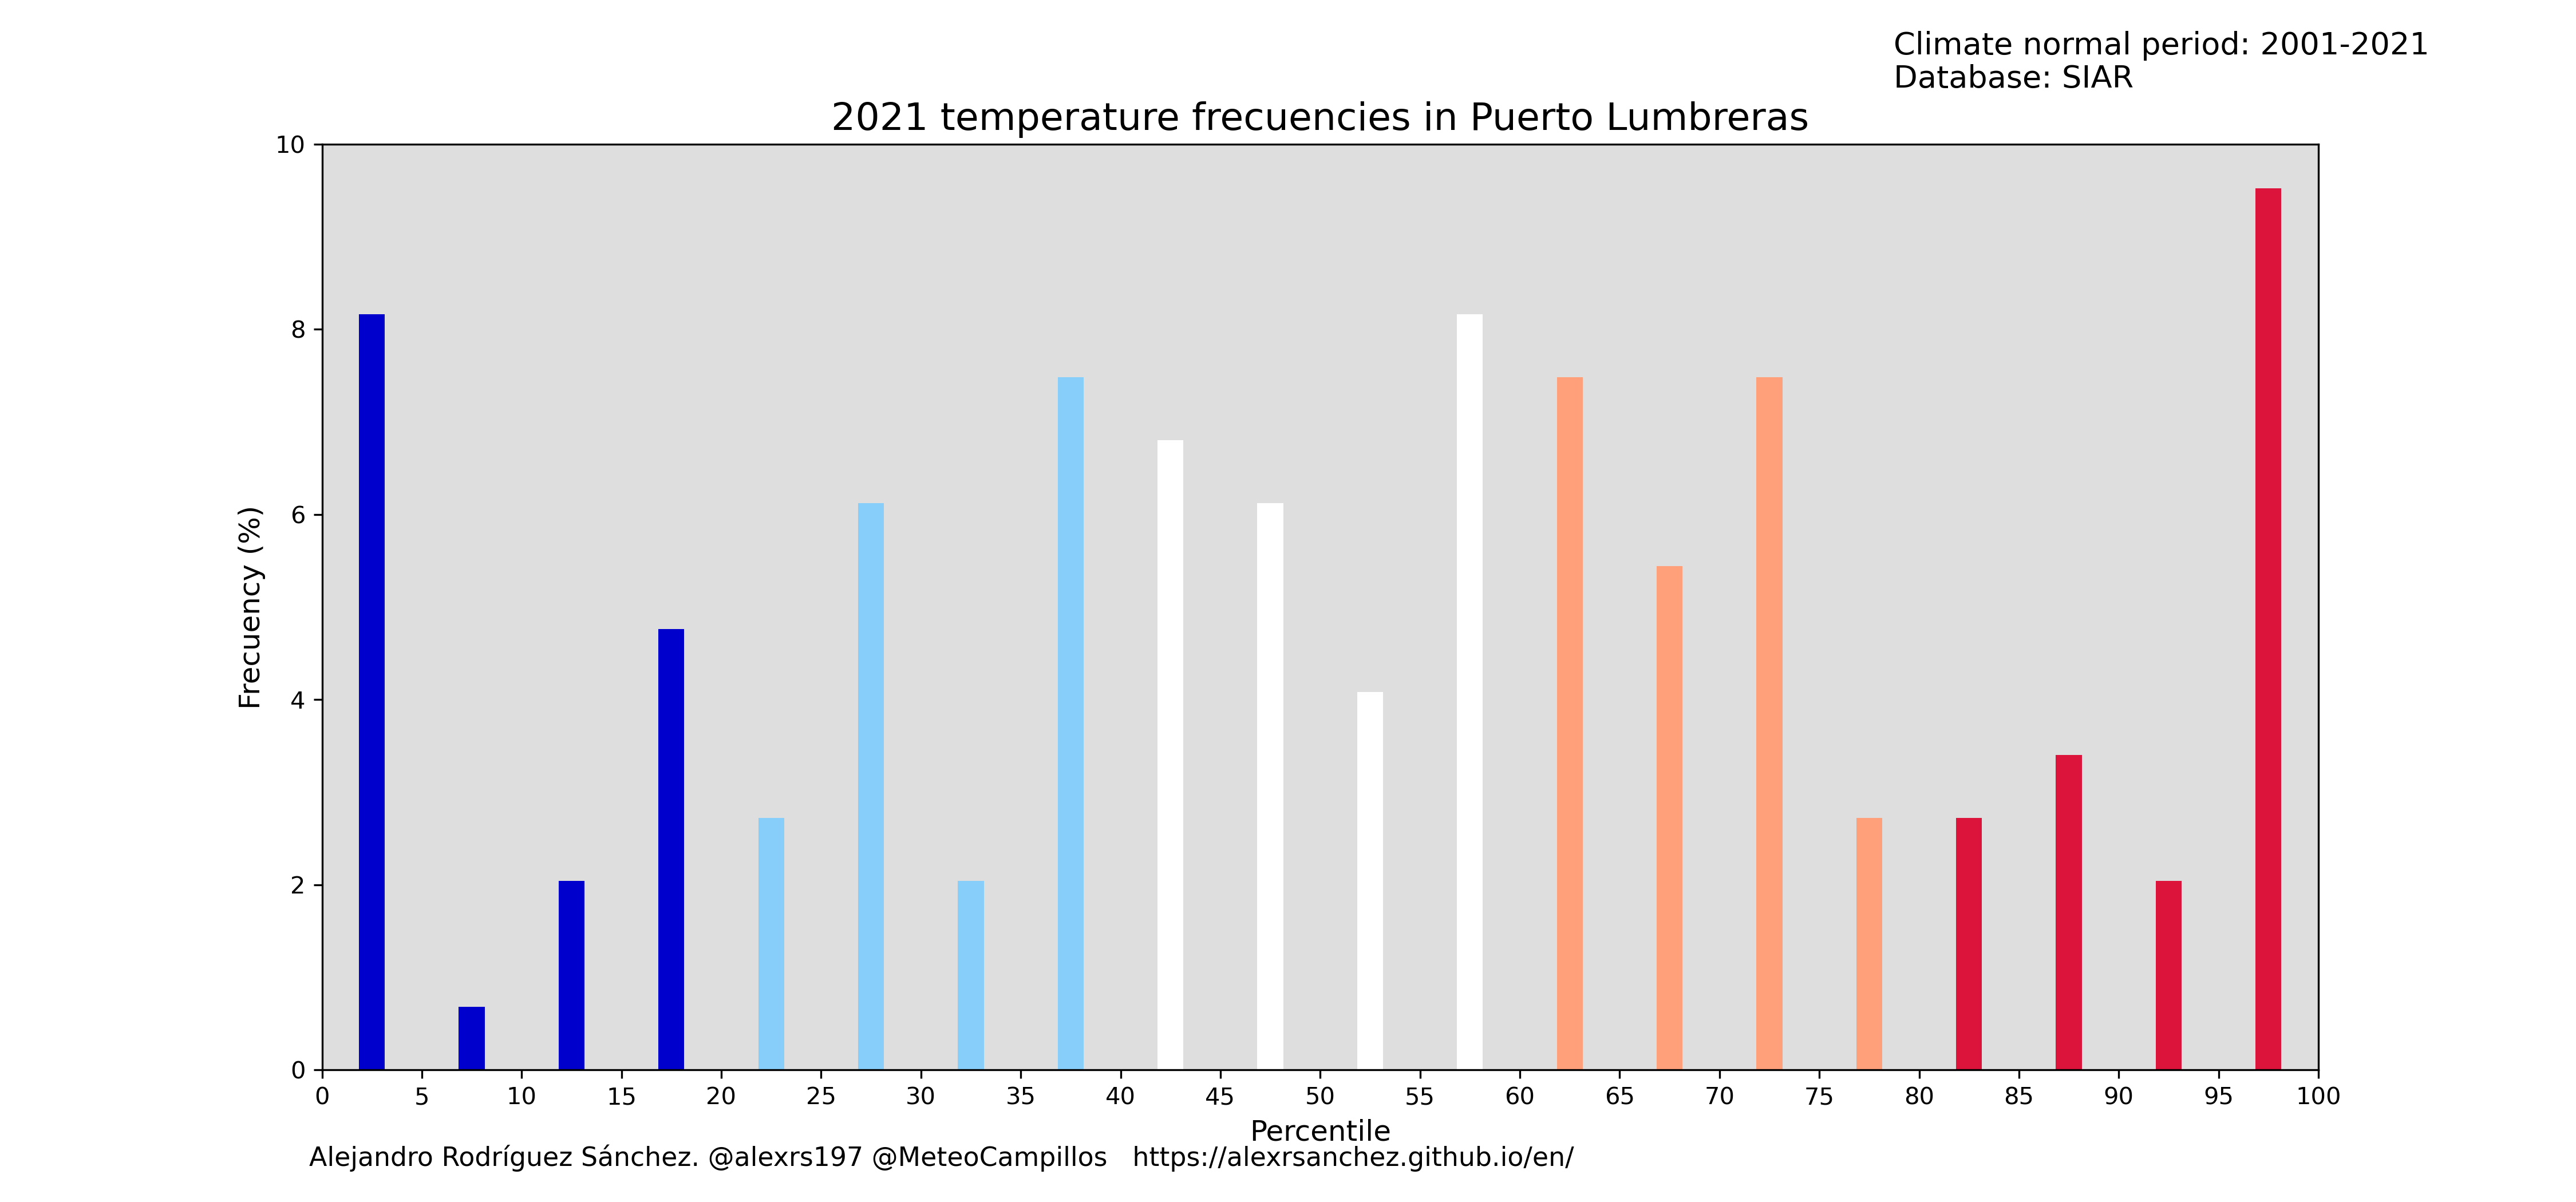 Climate normal period: 2001-2021
Database: SIAR
2021 temperature frecuencies in Puerto Lumbreras
10
8
6
4
2
0
Frecuency (%)
0 5 10 15 20 25 30 35 40 45 50 55 60 65 70 75 80 85 90 95 100
Percentile
Alejandro Rodríguez Sánchez. @alexrs197 @MeteoCampillos https://alexrsanchez.github.io/en/